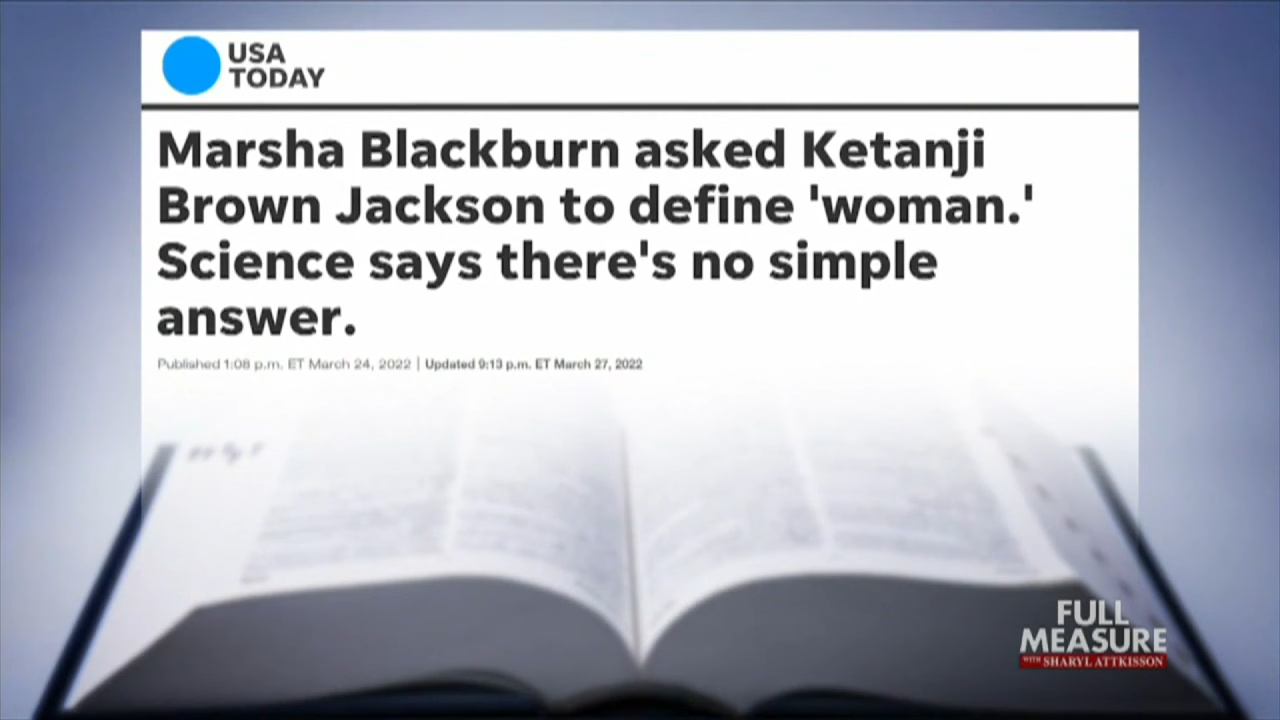 USA
TODAY
Marsha Blackburn asked Ketanji
Brown Jackson to define 'woman.'
Science says there's no simple
answer.
Published 1:08 p.m. ET March 24, 2022 | Updated 9:13 p.m. ET March 27, 2022
FULL
MEASURE
WITH SHARYL ATTKISSON